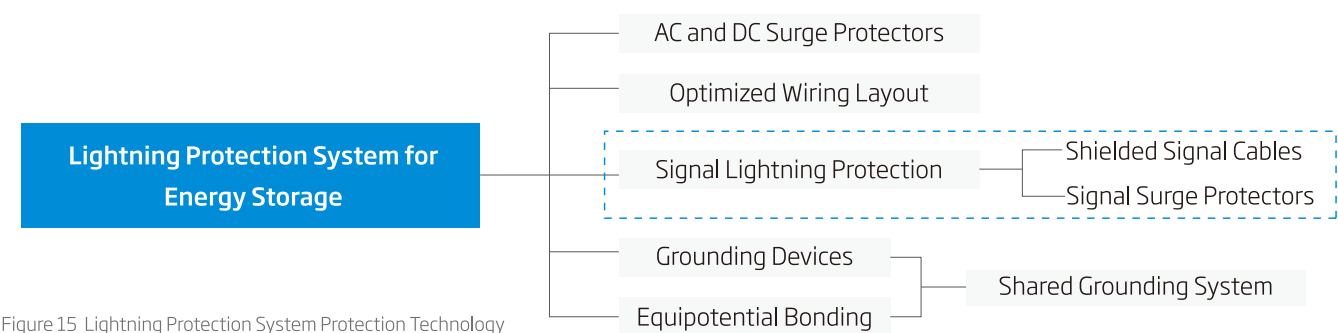 AC and DC Surge Protectors
Optimized Wiring Layout
Lightning Protection System for
Energy Storage
Signal Lightning Protection
Shielded Signal Cables
Signal Surge Protectors
Grounding Devices
Equipotential Bonding
Shared Grounding System
Figure 15 Lightning Protection System Protection Technology